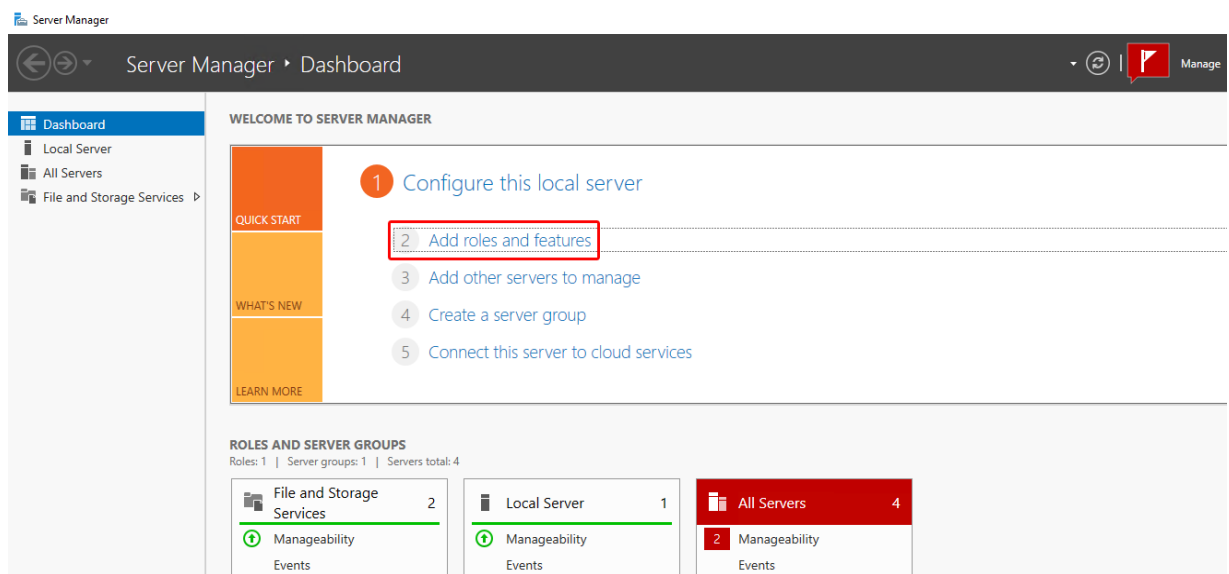 Server Manager
Server Manager ‣ Dashboard
Manage
Dashboard
Local Server
All Servers
File and Storage Services
WELCOME TO SERVER MANAGER
QUICK START
WHAT'S NEW
LEARN MORE
1 Configure this local server
2 Add roles and features
3 Add other servers to manage
4 Create a server group
5 Connect this server to cloud services
ROLES AND SERVER GROUPS
Roles: 1 | Server groups: 1 | Servers total: 4
File and Storage
Services 2
Manageability
Events
Local Server 1
Manageability
Events
All Servers 4
2 Manageability
Events